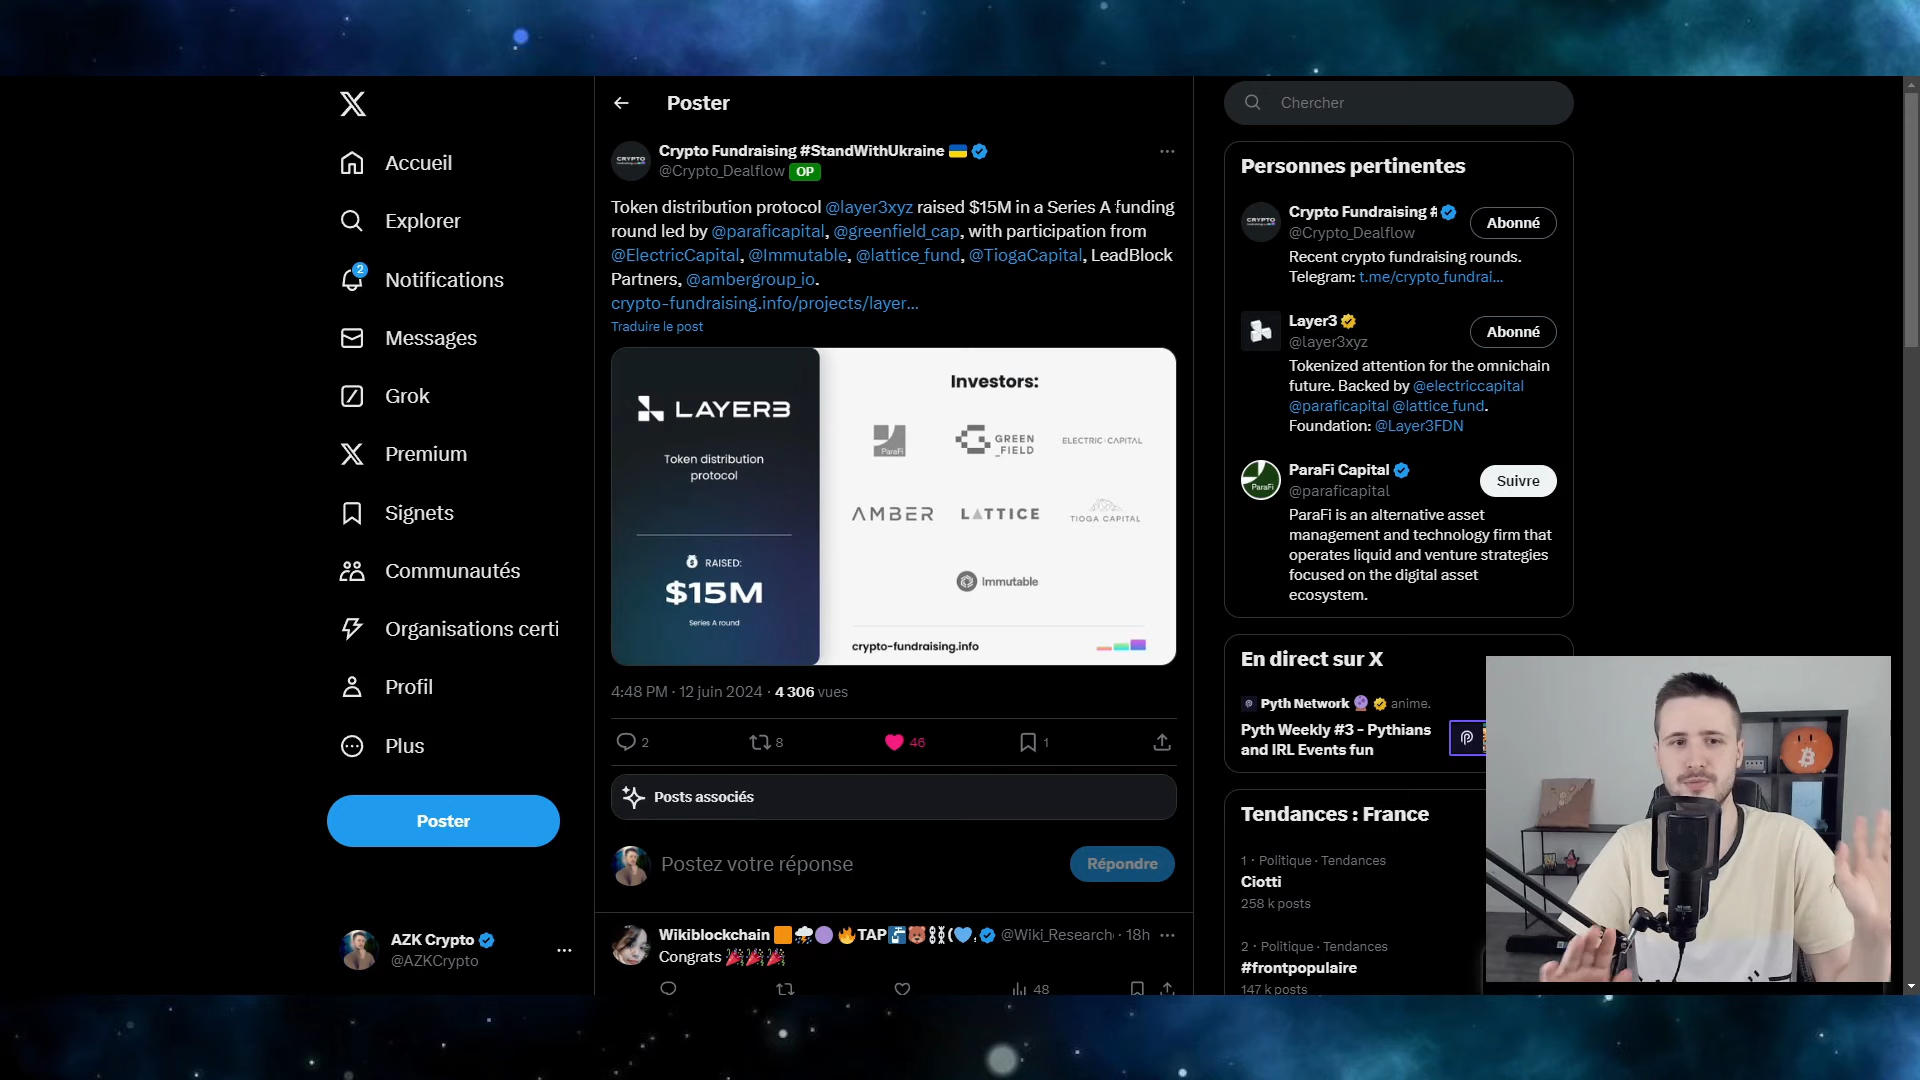 Accueil
Explorer
2
Notifications
Messages
Grok
Premium
Signets
Communautés
Organisations certi
Profil
Plus
Poster
AZK Crypto
@AZKCrypto
Poster
Crypto Fundraising #StandWithUkraine
@Crypto_Dealflow OP
Token distribution protocol @layer3xyz raised $15M in a Series A funding
round led by @paraficapital, @greenfield_cap, with participation from
@ElectricCapital, @Immutable, @lattice_fund, @TiogaCapital, LeadBlock
Partners, @ambergroup_io.
crypto-fundraising.info/projects/layer...
Traduire le post
LAYER3
Token distribution
protocol
RAISED:
$15M
Series A round
Investors:
ParaFi
GREEN
_FIELD
ELECTRIC CAPITAL
AMBER
LATTICE
TIOGA CAPITAL
Immutable
crypto-fundraising.info
4:48 PM · 12 juin 2024 · 4 306 vues
2
8
46
1
Posts associés
Postez votre réponse
Répondre
Wikiblockchain TAP @Wiki_Research · 18h
Congrats
48
Chercher
Personnes pertinentes
Crypto Fundraising #
@Crypto_Dealflow
Abonné
Recent crypto fundraising rounds.
Telegram: t.me/crypto_fundrai...
Layer3
@layer3xyz
Abonné
Tokenized attention for the omnichain
future. Backed by @electriccapital
@paraficapital @lattice_fund.
Foundation: @Layer3FDN
ParaFi Capital
@paraficapital
Suivre
ParaFi is an alternative asset
management and technology firm that
operates liquid and venture strategies
focused on the digital asset
ecosystem.
En direct sur X
Pyth Network anime.
Pyth Weekly #3 - Pythians
and IRL Events fun
Tendances : France
1 · Politique · Tendances
Ciotti
258 k posts
2 · Politique · Tendances
#frontpopulaire
147 k posts